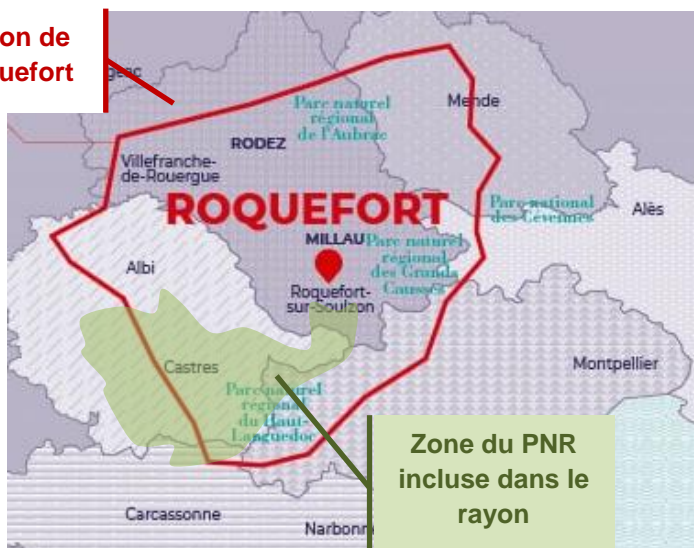 on de
uefort
Parc naturel
régional
de l'Aubrac
Mende
RODEZ
Villefranche-
de-Rouergue
ROQUEFORT
Parc national
des Cévennes
Alès
MILLAU
Parc naturel
régional
des Grands
Causses
Albi
Roquefort-
sur-Soulzon
Castres
Montpellier
Parc naturel
régional
du Haut-
Languedoc
Zone du PNR
incluse dans le
rayon
Carcassonne
Narbonn